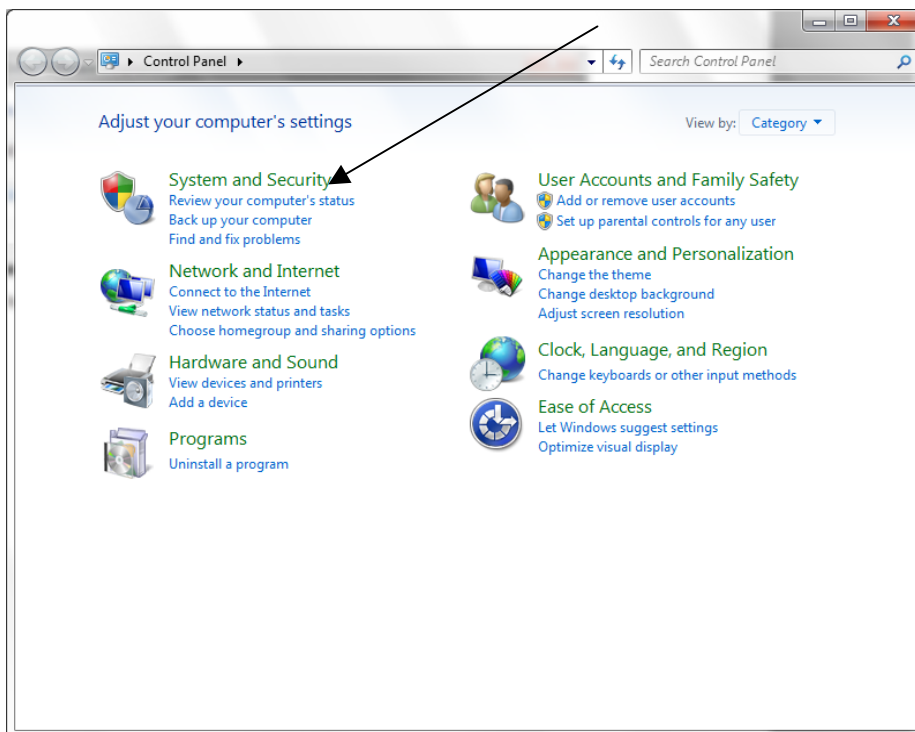 Control Panel
Search Control Panel
Adjust your computer's settings
View by: Category
System and Security
Review your computer's status
Back up your computer
Find and fix problems
Network and Internet
Connect to the Internet
View network status and tasks
Choose homegroup and sharing options
Hardware and Sound
View devices and printers
Add a device
Programs
Uninstall a program
User Accounts and Family Safety
Add or remove user accounts
Set up parental controls for any user
Appearance and Personalization
Change the theme
Change desktop background
Adjust screen resolution
Clock, Language, and Region
Change keyboards or other input methods
Ease of Access
Let Windows suggest settings
Optimize visual display